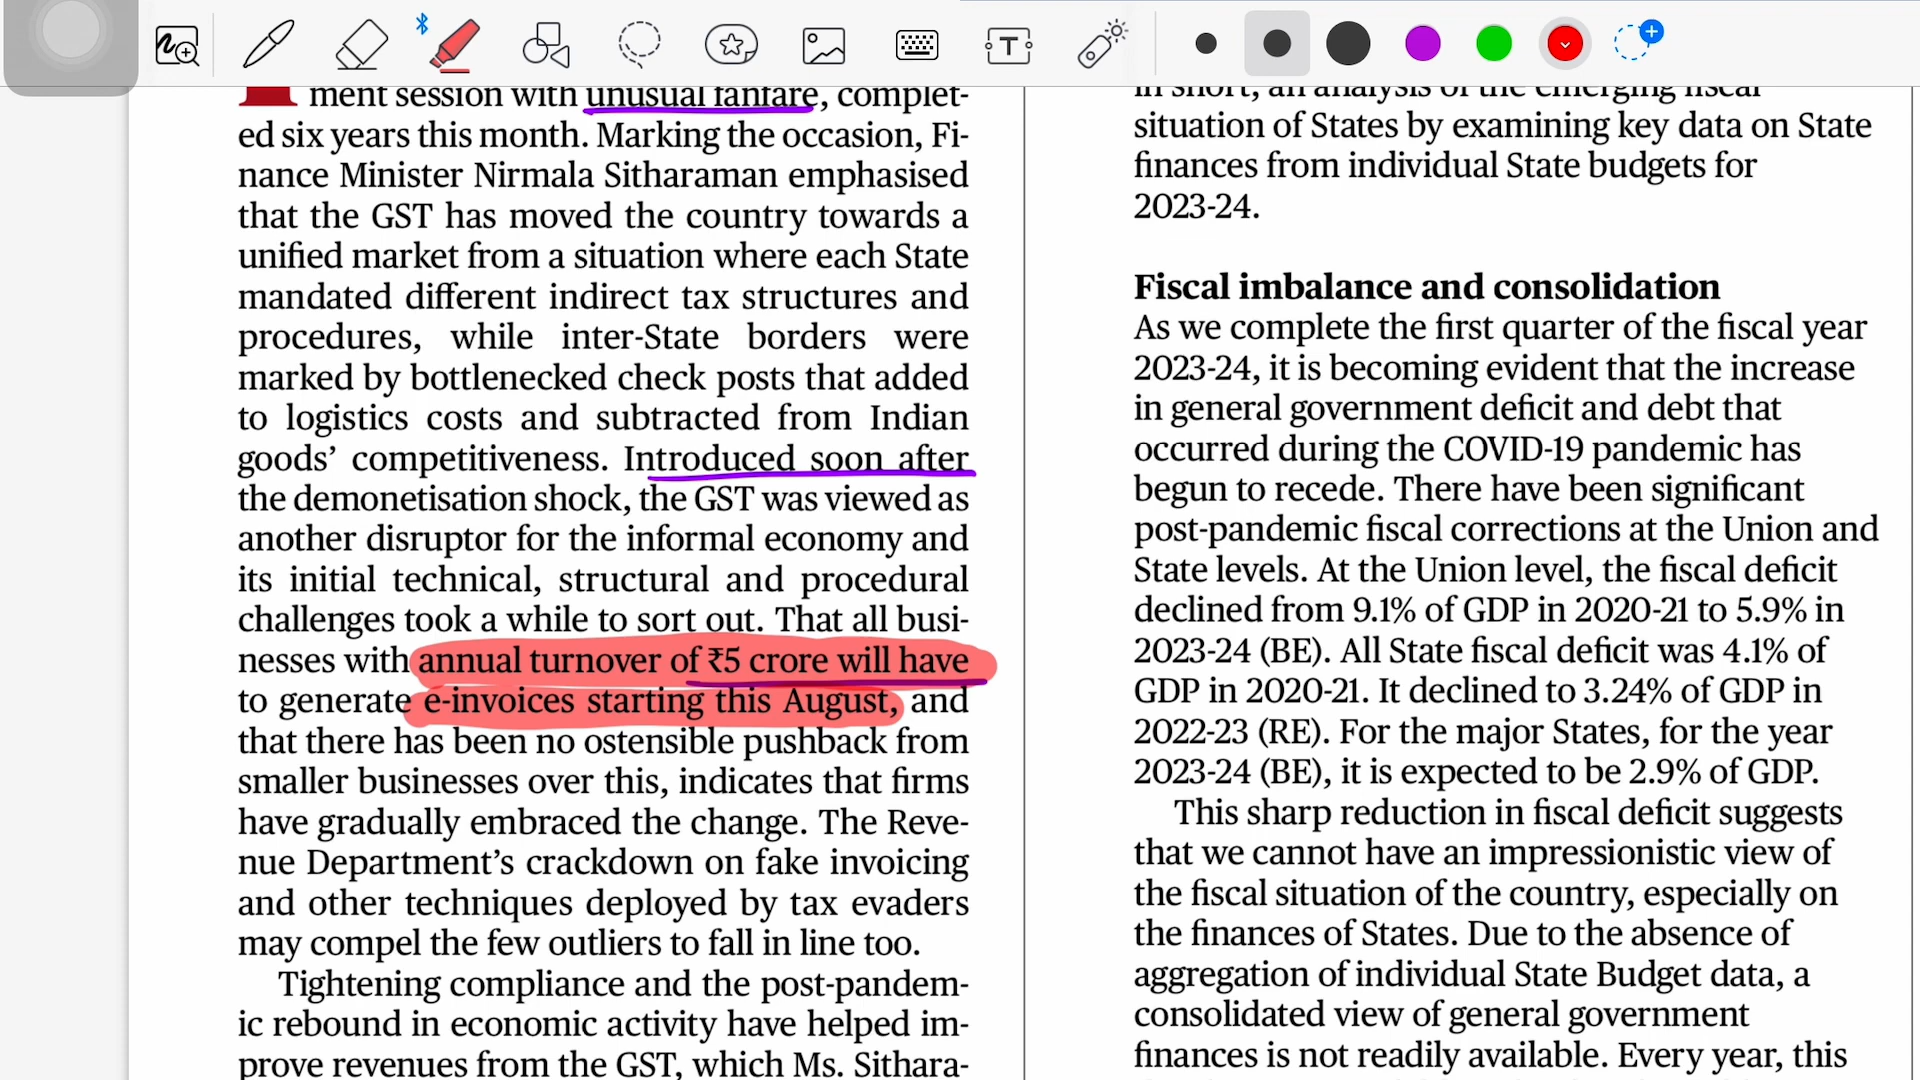 ment session with unusual fanfare, complet-
ed six years this month. Marking the occasion, Fi-
nance Minister Nirmala Sitharaman emphasised
that the GST has moved the country towards a
unified market from a situation where each State
mandated different indirect tax structures and
procedures, while inter-State borders were
marked by bottlenecked check posts that added
to logistics costs and subtracted from Indian
goods’ competitiveness. Introduced soon after
the demonetisation shock, the GST was viewed as
another disruptor for the informal economy and
its initial technical, structural and procedural
challenges took a while to sort out. That all busi-
nesses with annual turnover of ₹5 crore will have
to generate e-invoices starting this August, and
that there has been no ostensible pushback from
smaller businesses over this, indicates that firms
have gradually embraced the change. The Reve-
nue Department’s crackdown on fake invoicing
and other techniques deployed by tax evaders
may compel the few outliers to fall in line too.
Tightening compliance and the post-pandem-
ic rebound in economic activity have helped im-
prove revenues from the GST, which Ms. Sithara-
in short, an analysis of the emerging fiscal
situation of States by examining key data on State
finances from individual State budgets for
2023-24.
Fiscal imbalance and consolidation
As we complete the first quarter of the fiscal year
2023-24, it is becoming evident that the increase
in general government deficit and debt that
occurred during the COVID-19 pandemic has
begun to recede. There have been significant
post-pandemic fiscal corrections at the Union and
State levels. At the Union level, the fiscal deficit
declined from 9.1% of GDP in 2020-21 to 5.9% in
2023-24 (BE). All State fiscal deficit was 4.1% of
GDP in 2020-21. It declined to 3.24% of GDP in
2022-23 (RE). For the major States, for the year
2023-24 (BE), it is expected to be 2.9% of GDP.
This sharp reduction in fiscal deficit suggests
that we cannot have an impressionistic view of
the fiscal situation of the country, especially on
the finances of States. Due to the absence of
aggregation of individual State Budget data, a
consolidated view of general government
finances is not readily available. Every year, this